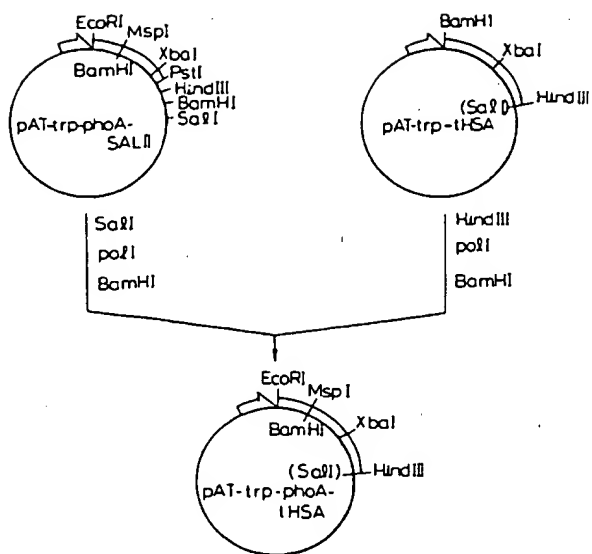 EcoRI
MspI
XbaI
BamHI
PstI
HindIII
BamHI
SalI
pAT-trp-phoA-
SALII
BamHI
XbaI
(SalI)
HindIII
pAT-trp-tHSA
SalI
polI
BamHI
HindIII
polI
BamHI
EcoRI
MspI
BamHI
XbaI
(SalI)
HindIII
pAT-trp-phoA-
tHSA